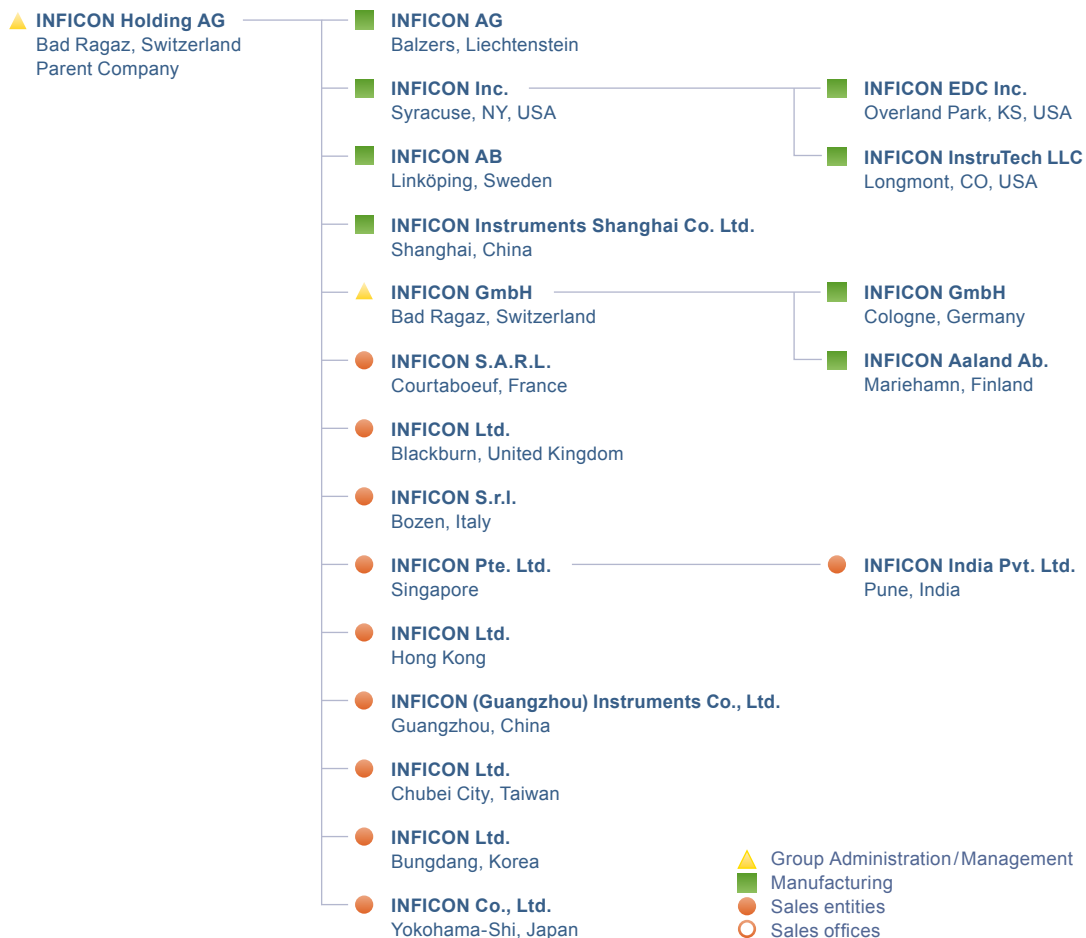 INFICON Holding AG
Bad Ragaz, Switzerland
Parent Company
INFICON AG
Balzers, Liechtenstein
INFICON Inc.
Syracuse, NY, USA
INFICON EDC Inc.
Overland Park, KS, USA
INFICON AB
Linköping, Sweden
INFICON InstruTech LLC
Longmont, CO, USA
INFICON Instruments Shanghai Co. Ltd.
Shanghai, China
INFICON GmbH
Bad Ragaz, Switzerland
INFICON GmbH
Cologne, Germany
INFICON S.A.R.L.
Courtaboeuf, France
INFICON Aaland Ab.
Mariehamn, Finland
INFICON Ltd.
Blackburn, United Kingdom
INFICON S.r.l.
Bozen, Italy
INFICON Pte. Ltd.
Singapore
INFICON India Pvt. Ltd.
Pune, India
INFICON Ltd.
Hong Kong
INFICON (Guangzhou) Instruments Co., Ltd.
Guangzhou, China
INFICON Ltd.
Chubei City, Taiwan
INFICON Ltd.
Bungdang, Korea
INFICON Co., Ltd.
Yokohama-Shi, Japan
Group Administration/Management
Manufacturing
Sales entities
Sales offices